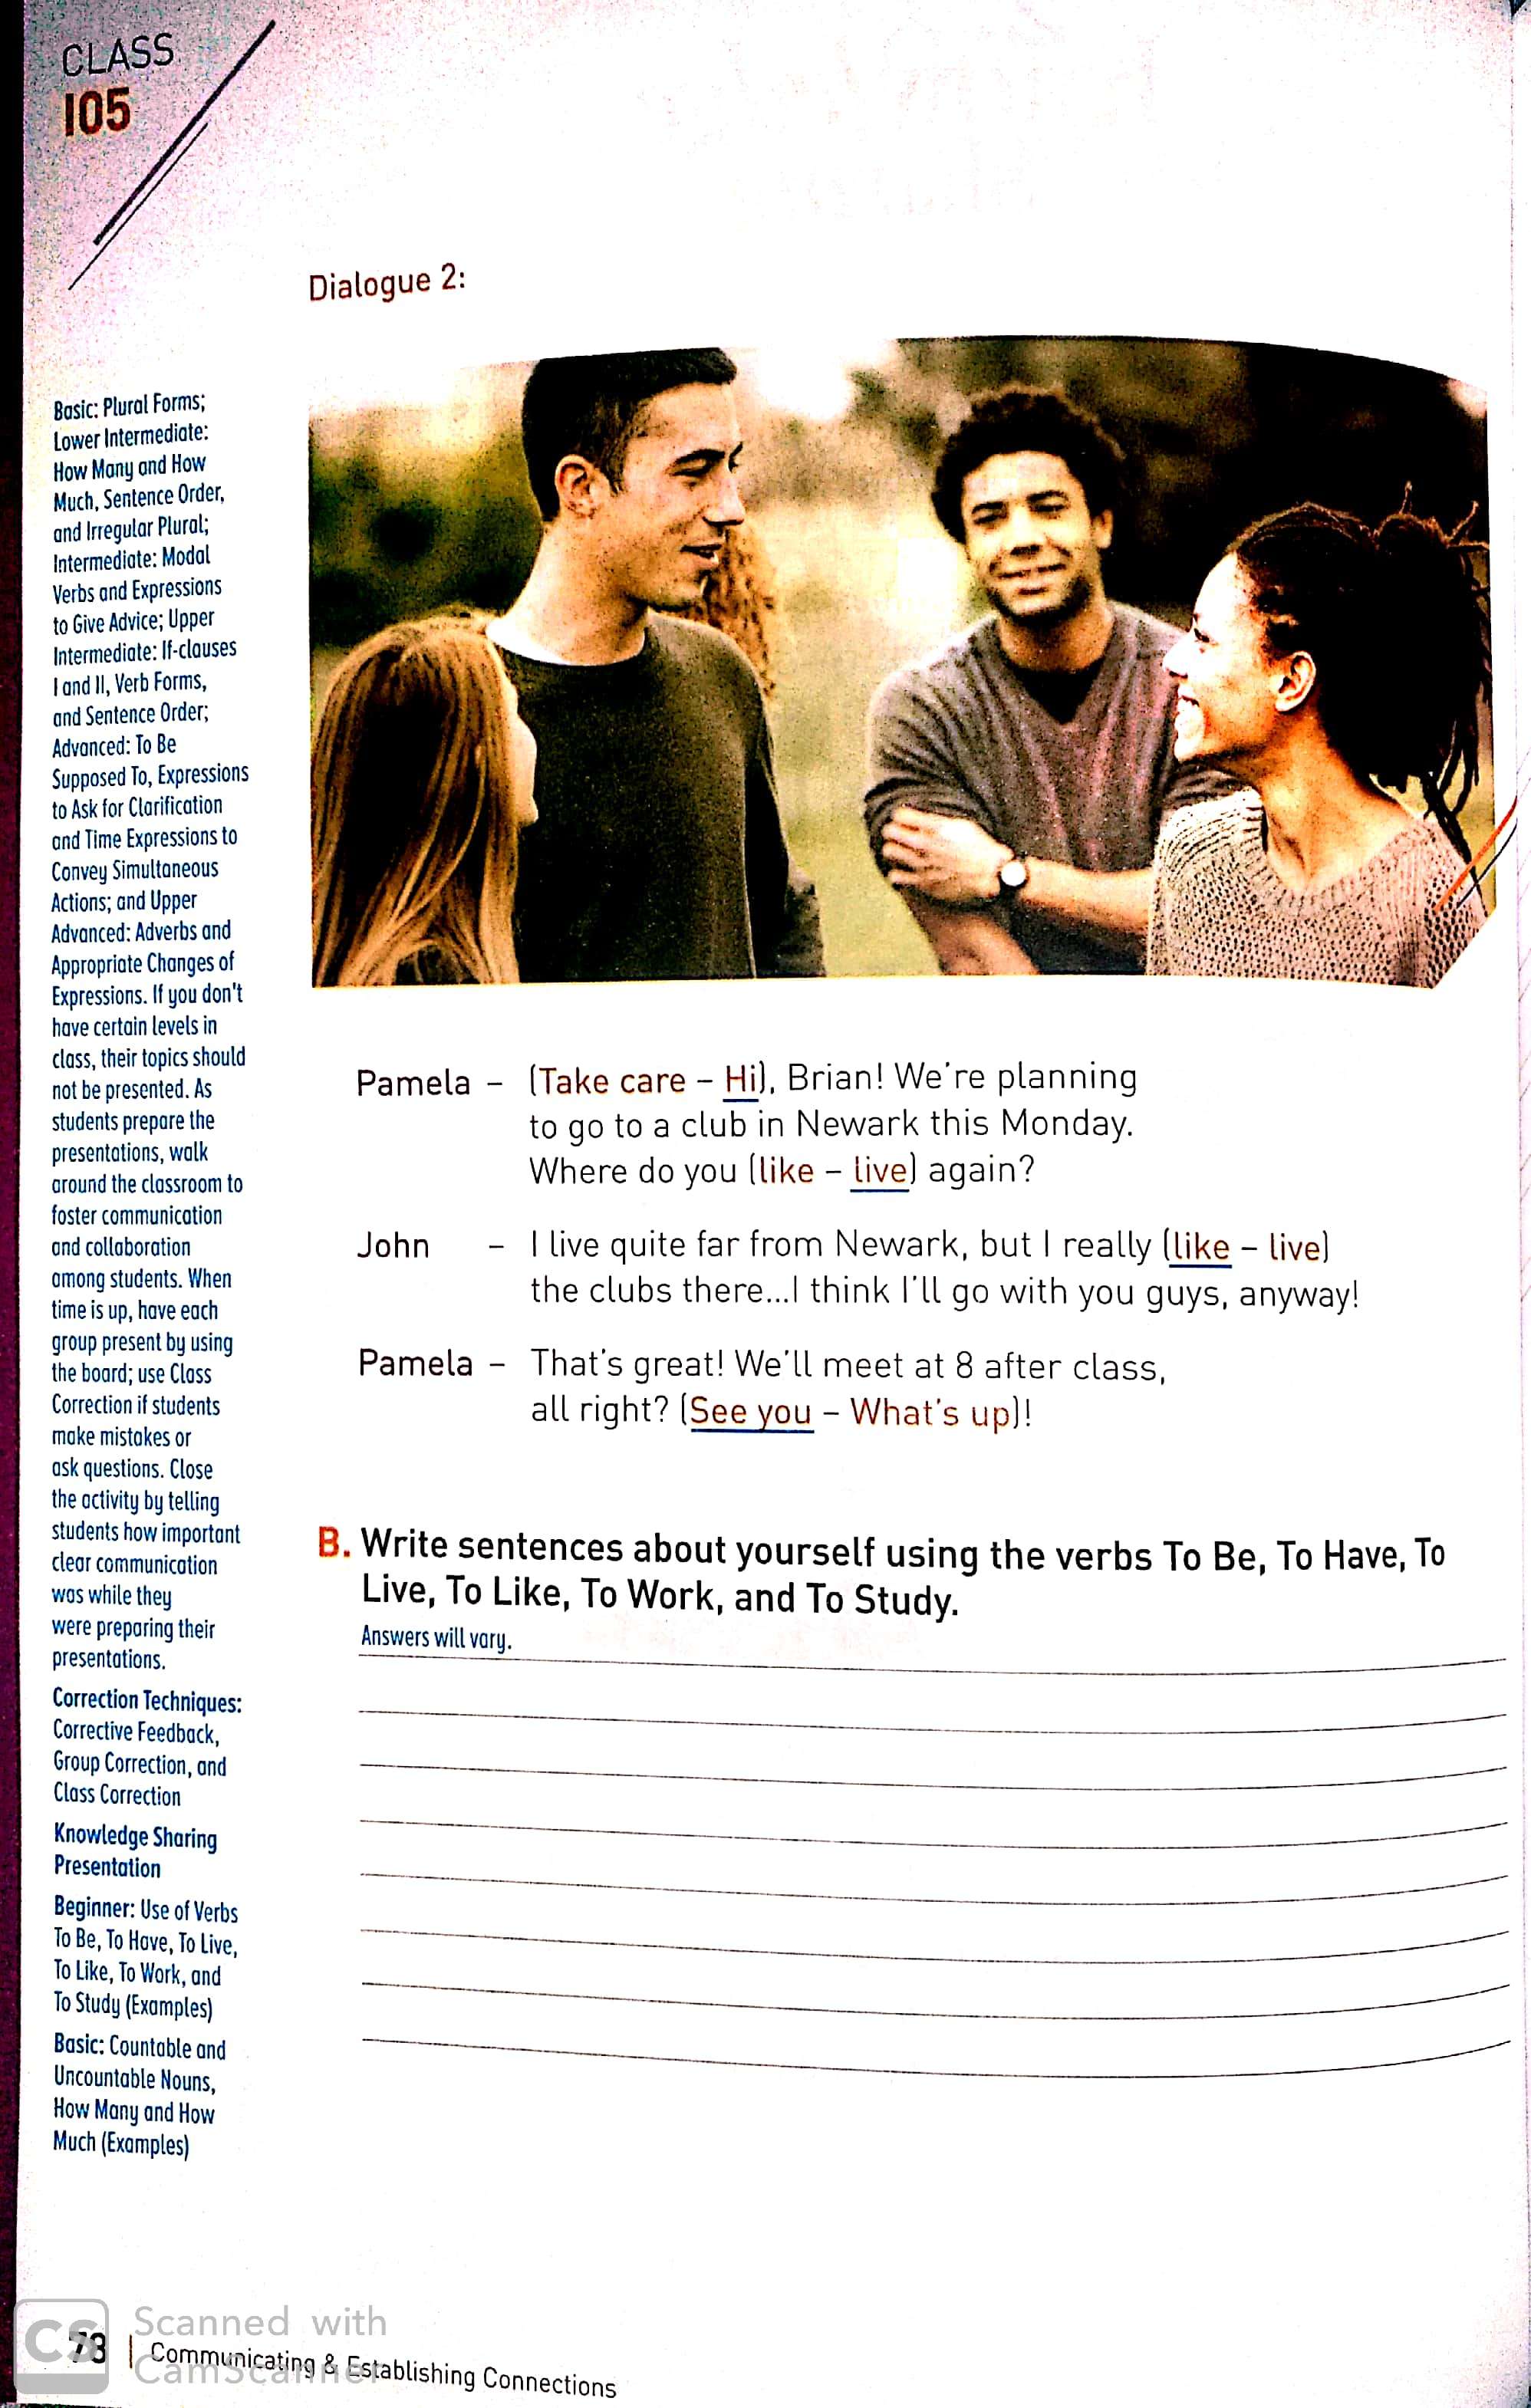 CLASS
105
Dialogue 2:
Basic: Plural Forms;
Lower Intermediate:
How Many and How
Much, Sentence Order,
and Irregular Plural;
Intermediate: Modal
Verbs and Expressions
to Give Advice; Upper
Intermediate: If-clauses
I and II, Verb Forms,
and Sentence Order;
Advanced: To Be
Supposed To, Expressions
to Ask for Clarification
and Time Expressions to
Convey Simultaneous
Actions; and Upper
Advanced: Adverbs and
Appropriate Changes of
Expressions. If you don't
have certain levels in
class, their topics should
not be presented. As
students prepare the
presentations, walk
around the classroom to
foster communication
and collaboration
among students. When
time is up, have each
group present by using
the board; use Class
Correction if students
make mistakes or
ask questions. Close
the activity by telling
students how important
clear communication
was while they
were preparing their
presentations.
Correction Techniques:
Corrective Feedback,
Group Correction, and
Class Correction
Knowledge Sharing
Presentation
Beginner: Use of Verbs
To Be, To Have, To Live,
To Like, To Work, and
To Study (Examples)
Basic: Countable and
Uncountable Nouns,
How Many and How
Much (Examples)
Pamela – (Take care – Hi), Brian! We're planning
to go to a club in Newark this Monday.
Where do you (like – live) again?
John – I live quite far from Newark, but I really (like – live)
the clubs there...I think I'll go with you guys, anyway!
Pamela – That's great! We'll meet at 8 after class,
all right? (See you – What's up)!
B. Write sentences about yourself using the verbs To Be, To Have, To
Live, To Like, To Work, and To Study.
Answers will vary.
78 | Communicating & Establishing Connections
CS
Scanned with
CamScanner